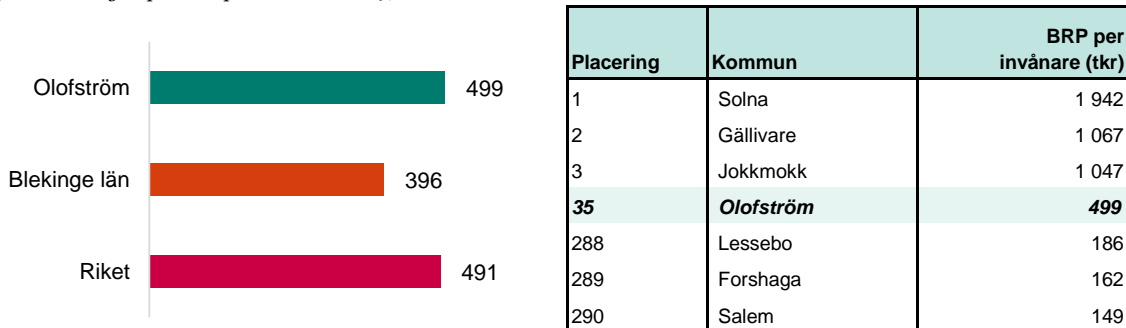 Olofström
499
Blekinge län
396
Riket
491
Placering Kommun BRP per invånare (tkr)
1 Solna 1 942
2 Gällivare 1 067
3 Jokkmokk 1 047
35 Olofström 499
288 Lessebo 186
289 Forshaga 162
290 Salem 149